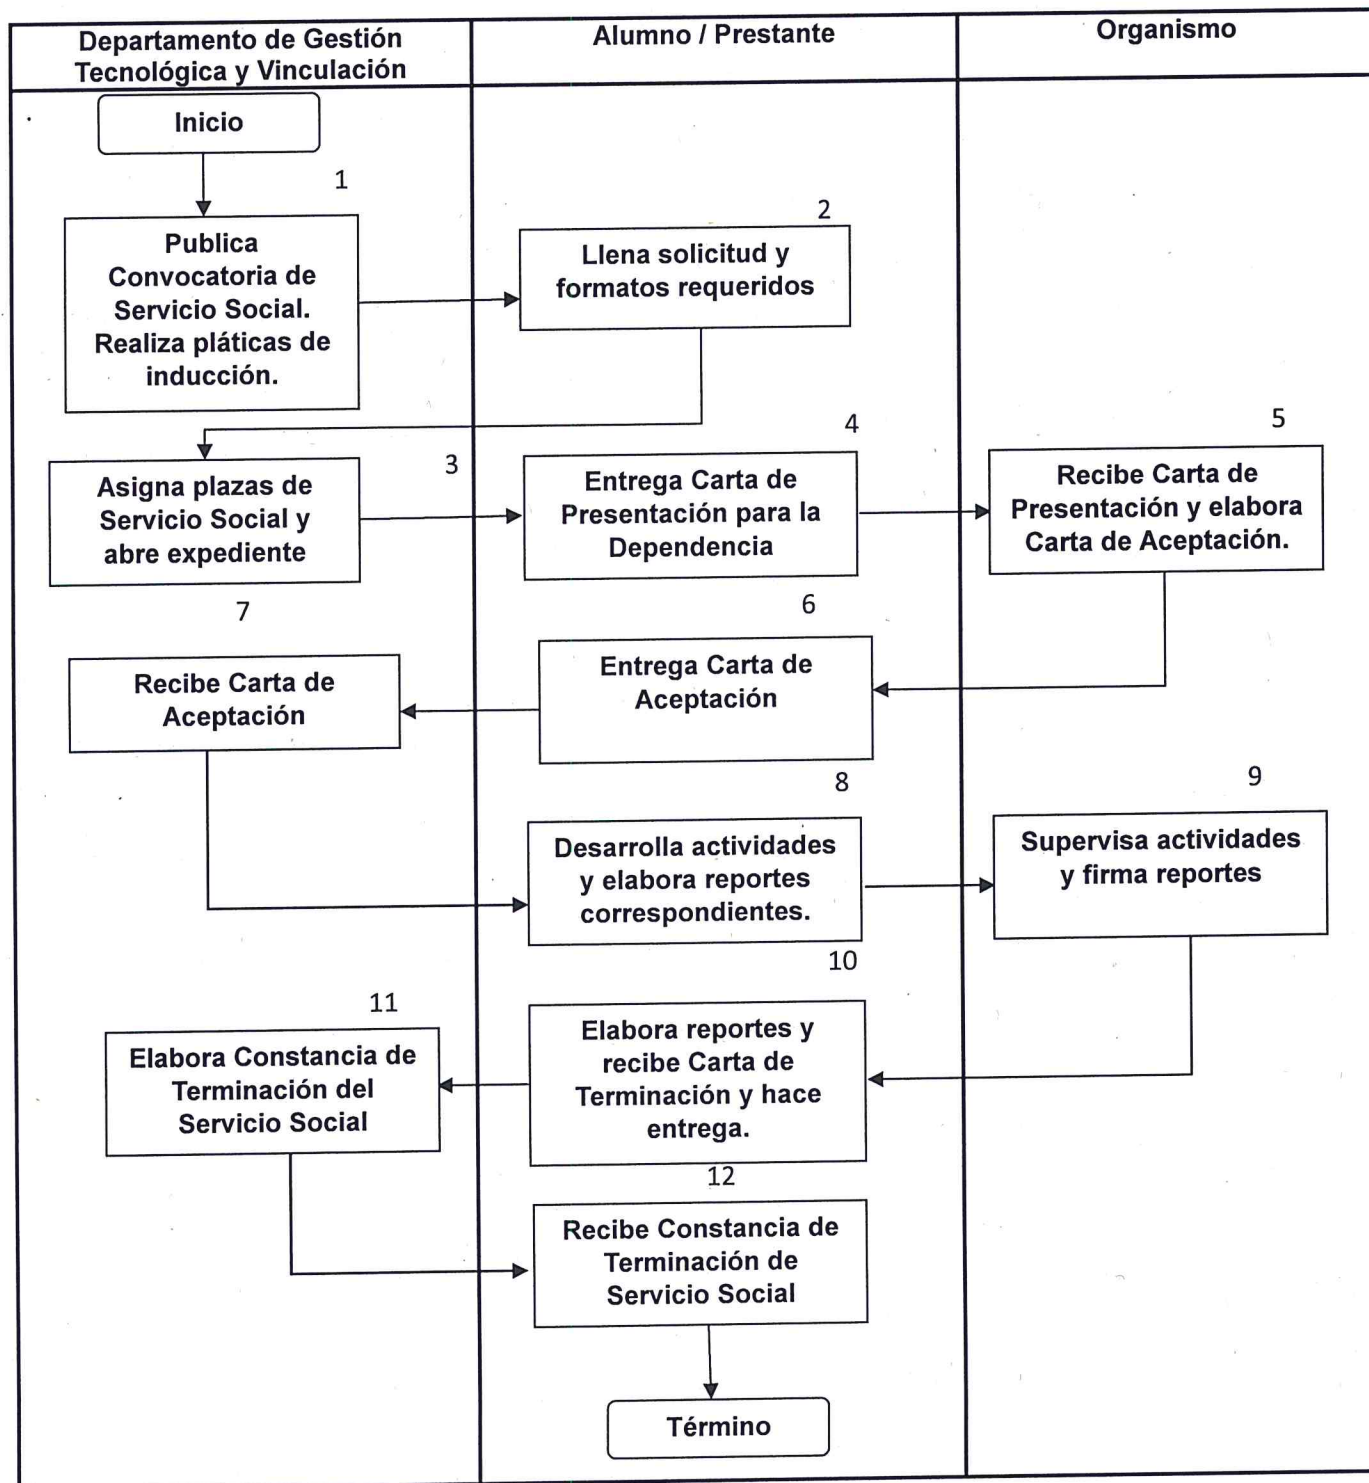 Departamento de Gestión
Tecnológica y Vinculación
Alumno / Prestante
Organismo
Inicio
1
Publica
Convocatoria de
Servicio Social.
Realiza pláticas de
inducción.
2
Llena solicitud y
formatos requeridos
3
Asigna plazas de
Servicio Social y
abre expediente
4
Entrega Carta de
Presentación para la
Dependencia
5
Recibe Carta de
Presentación y elabora
Carta de Aceptación.
6
Entrega Carta de
Aceptación
7
Recibe Carta de
Aceptación
8
Desarrolla actividades
y elabora reportes
correspondientes.
9
Supervisa actividades
y firma reportes
10
Elabora reportes y
recibe Carta de
Terminación y hace
entrega.
11
Elabora Constancia de
Terminación del
Servicio Social
12
Recibe Constancia de
Terminación de
Servicio Social
Término